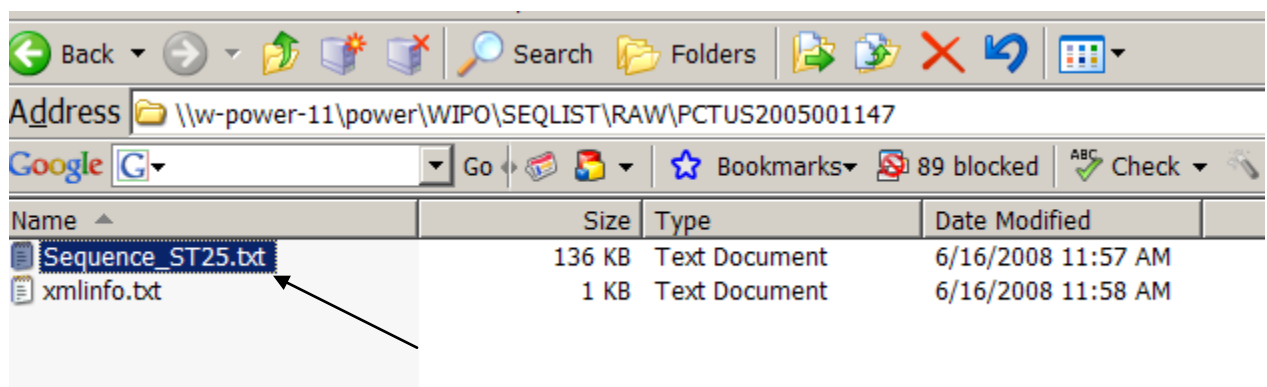 Back Search Folders
Address \\w-power-11\power\WIPO\SEQLIST\RAW\PCTUS2005001147
Google G Go Bookmarks 89 blocked ABC Check
Name Size Type Date Modified
Sequence_ST25.txt 136 KB Text Document 6/16/2008 11:57 AM
xmlinfo.txt 1 KB Text Document 6/16/2008 11:58 AM